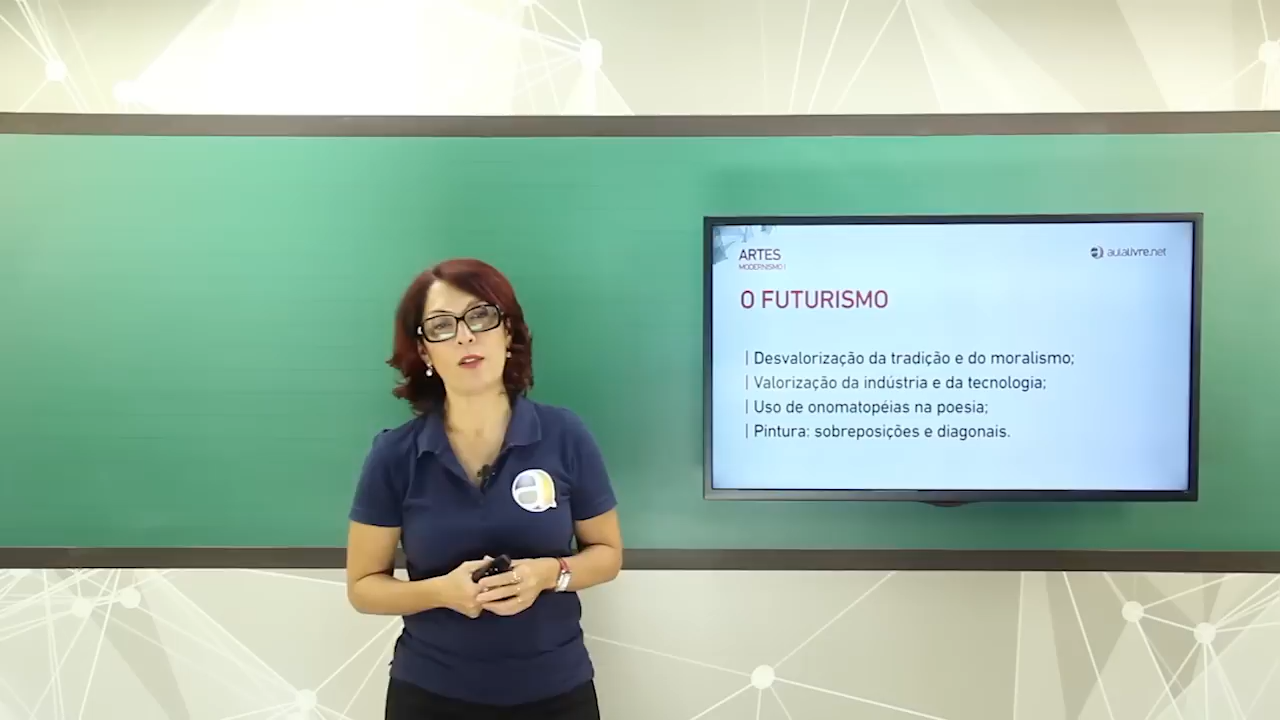 ARTES
MODERNISMO I
aulalivre.net
O FUTURISMO
| Desvalorização da tradição e do moralismo;
| Valorização da indústria e da tecnologia;
| Uso de onomatopéias na poesia;
| Pintura: sobreposições e diagonais.